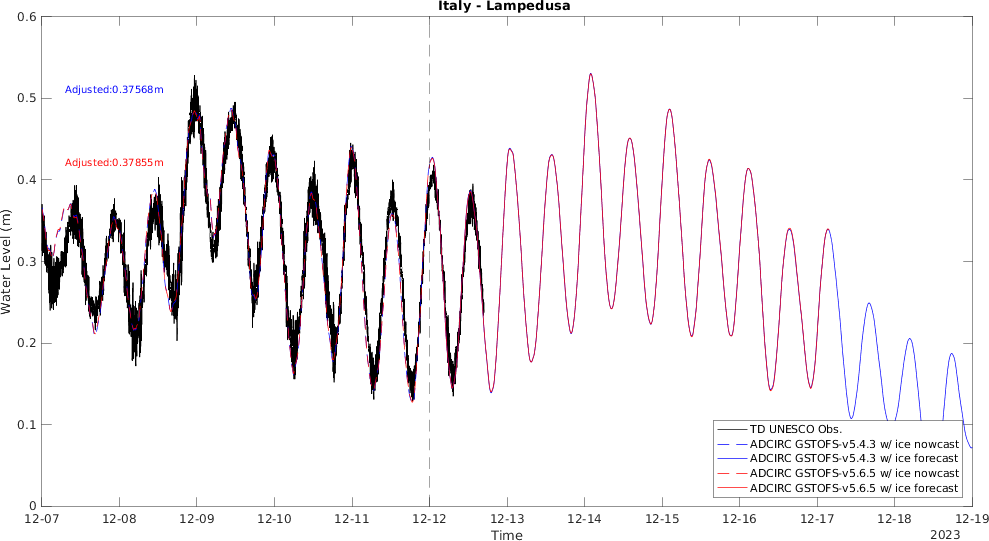 Italy - Lampedusa
0.6
0.5
0.4
0.3
0.2
0.1
0
Water Level (m)
Adjusted:0.37568m
Adjusted:0.37855m
TD UNESCO Obs.
ADCIRC GSTOFS-v5.4.3 w/ ice nowcast
ADCIRC GSTOFS-v5.4.3 w/ ice forecast
ADCIRC GSTOFS-v5.6.5 w/ ice nowcast
ADCIRC GSTOFS-v5.6.5 w/ ice forecast
12-07 12-08 12-09 12-10 12-11 12-12 12-13 12-14 12-15 12-16 12-17 12-18 12-19
Time
2023